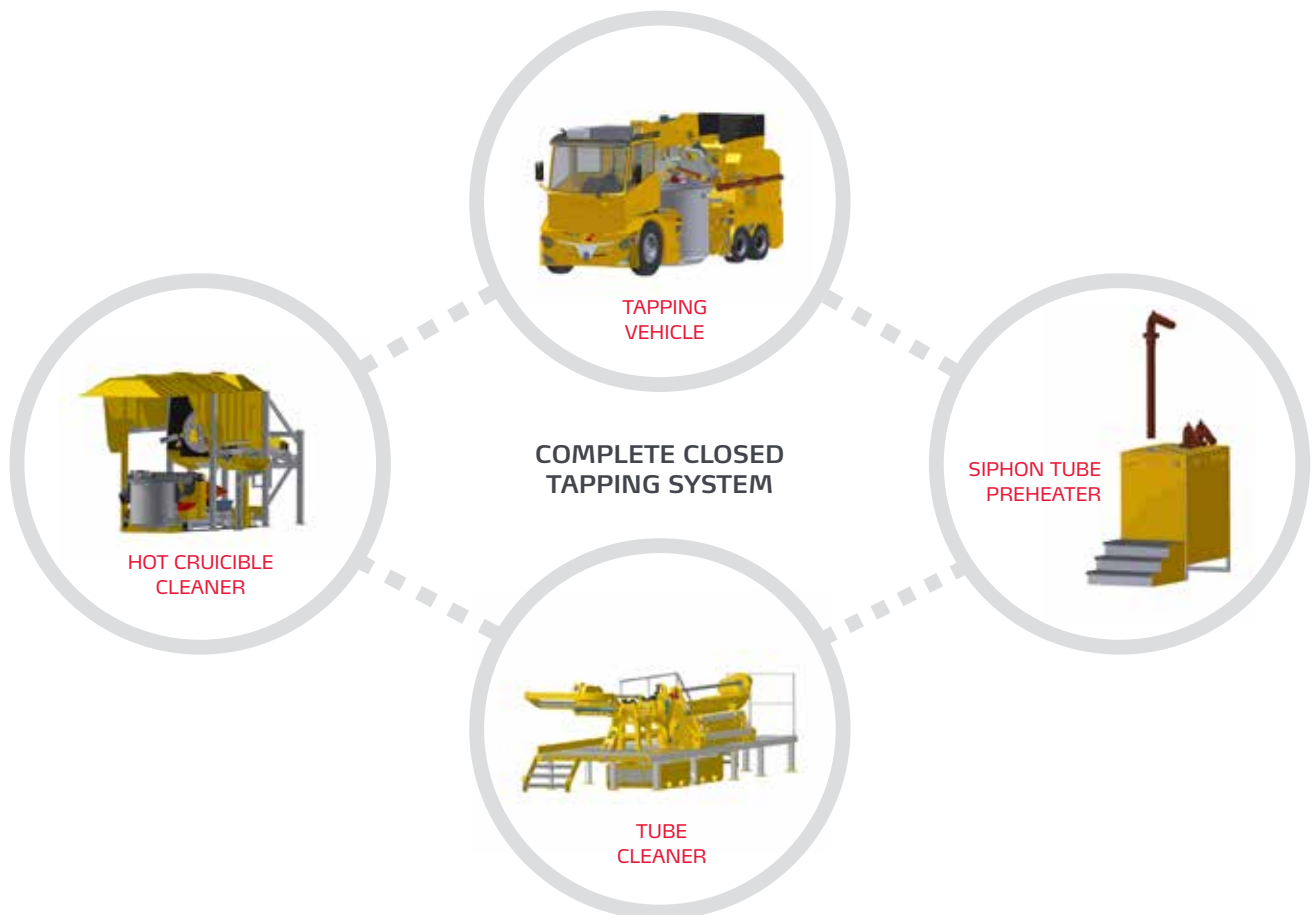 TAPPING
VEHICLE
COMPLETE CLOSED
TAPPING SYSTEM
SIPHON TUBE
PREHEATER
HOT CRUICIBLE
CLEANER
TUBE
CLEANER